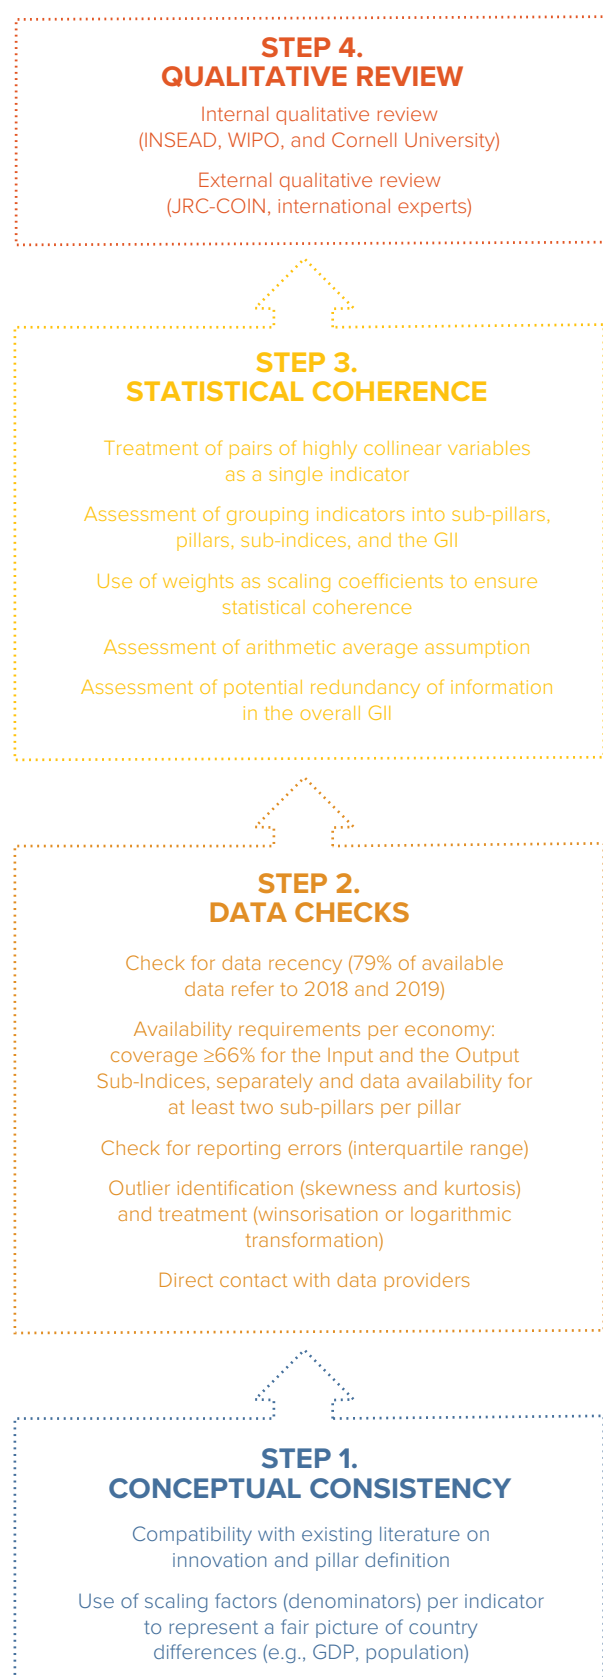 STEP 4.
QUALITATIVE REVIEW
Internal qualitative review
(INSEAD, WIPO, and Cornell University)
External qualitative review
(JRC-COIN, international experts)
STEP 3.
STATISTICAL COHERENCE
Treatment of pairs of highly collinear variables
as a single indicator
Assessment of grouping indicators into sub-pillars,
pillars, sub-indices, and the GII
Use of weights as scaling coefficients to ensure
statistical coherence
Assessment of arithmetic average assumption
Assessment of potential redundancy of information
in the overall GII
STEP 2.
DATA CHECKS
Check for data recency (79% of available
data refer to 2018 and 2019)
Availability requirements per economy:
coverage ≥66% for the Input and the Output
Sub-Indices, separately and data availability for
at least two sub-pillars per pillar
Check for reporting errors (interquartile range)
Outlier identification (skewness and kurtosis)
and treatment (winsorisation or logarithmic
transformation)
Direct contact with data providers
STEP 1.
CONCEPTUAL CONSISTENCY
Compatibility with existing literature on
innovation and pillar definition
Use of scaling factors (denominators) per indicator
to represent a fair picture of country
differences (e.g., GDP, population)